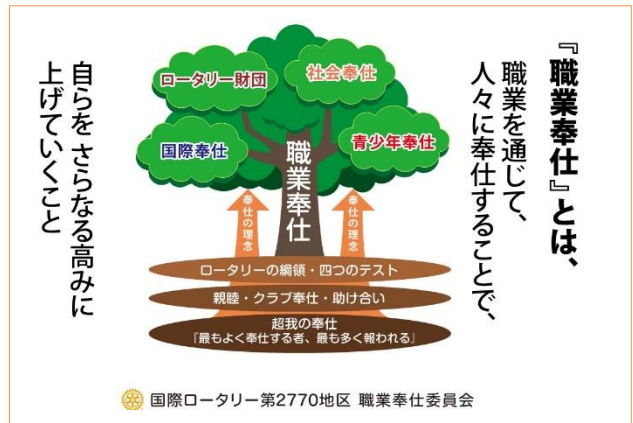 『職業奉仕』とは、
職業を通じて、
人々に奉仕することで、
自らを さらなる高みに
上げていくこと
ロータリー財団
社会奉仕
国際奉仕
青少年奉仕
職業奉仕
奉仕の理念
奉仕の理念
ロータリーの綱領・四つのテスト
親睦・クラブ奉仕・助け合い
超我の奉仕
「最もよく奉仕する者、最も多く報われる」
国際ロータリー第2770地区 職業奉仕委員会